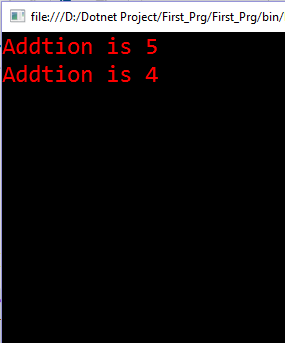 file:///D:/Dotnet Project/First_Prg/First_Prg/bin/
Addtion is 5
Addtion is 4